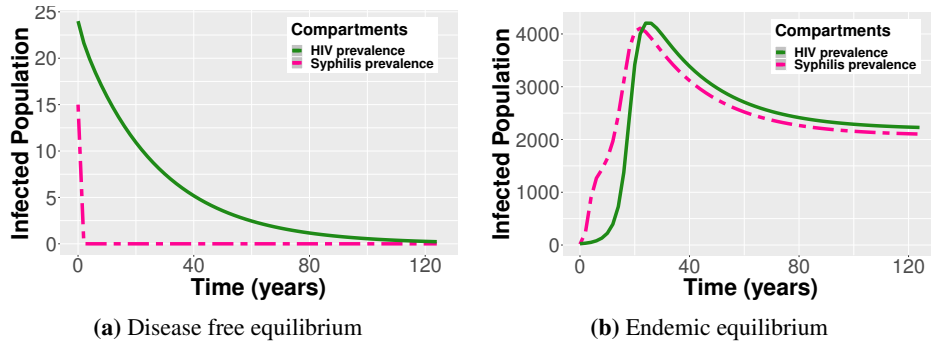 Infected Population
25
20
15
10
5
0
0
40
80
120
Time (years)
Compartments
HIV prevalence
Syphilis prevalence
(a) Disease free equilibrium
Infected Population
4000
3000
2000
1000
0
0
40
80
120
Time (years)
Compartments
HIV prevalence
Syphilis prevalence
(b) Endemic equilibrium